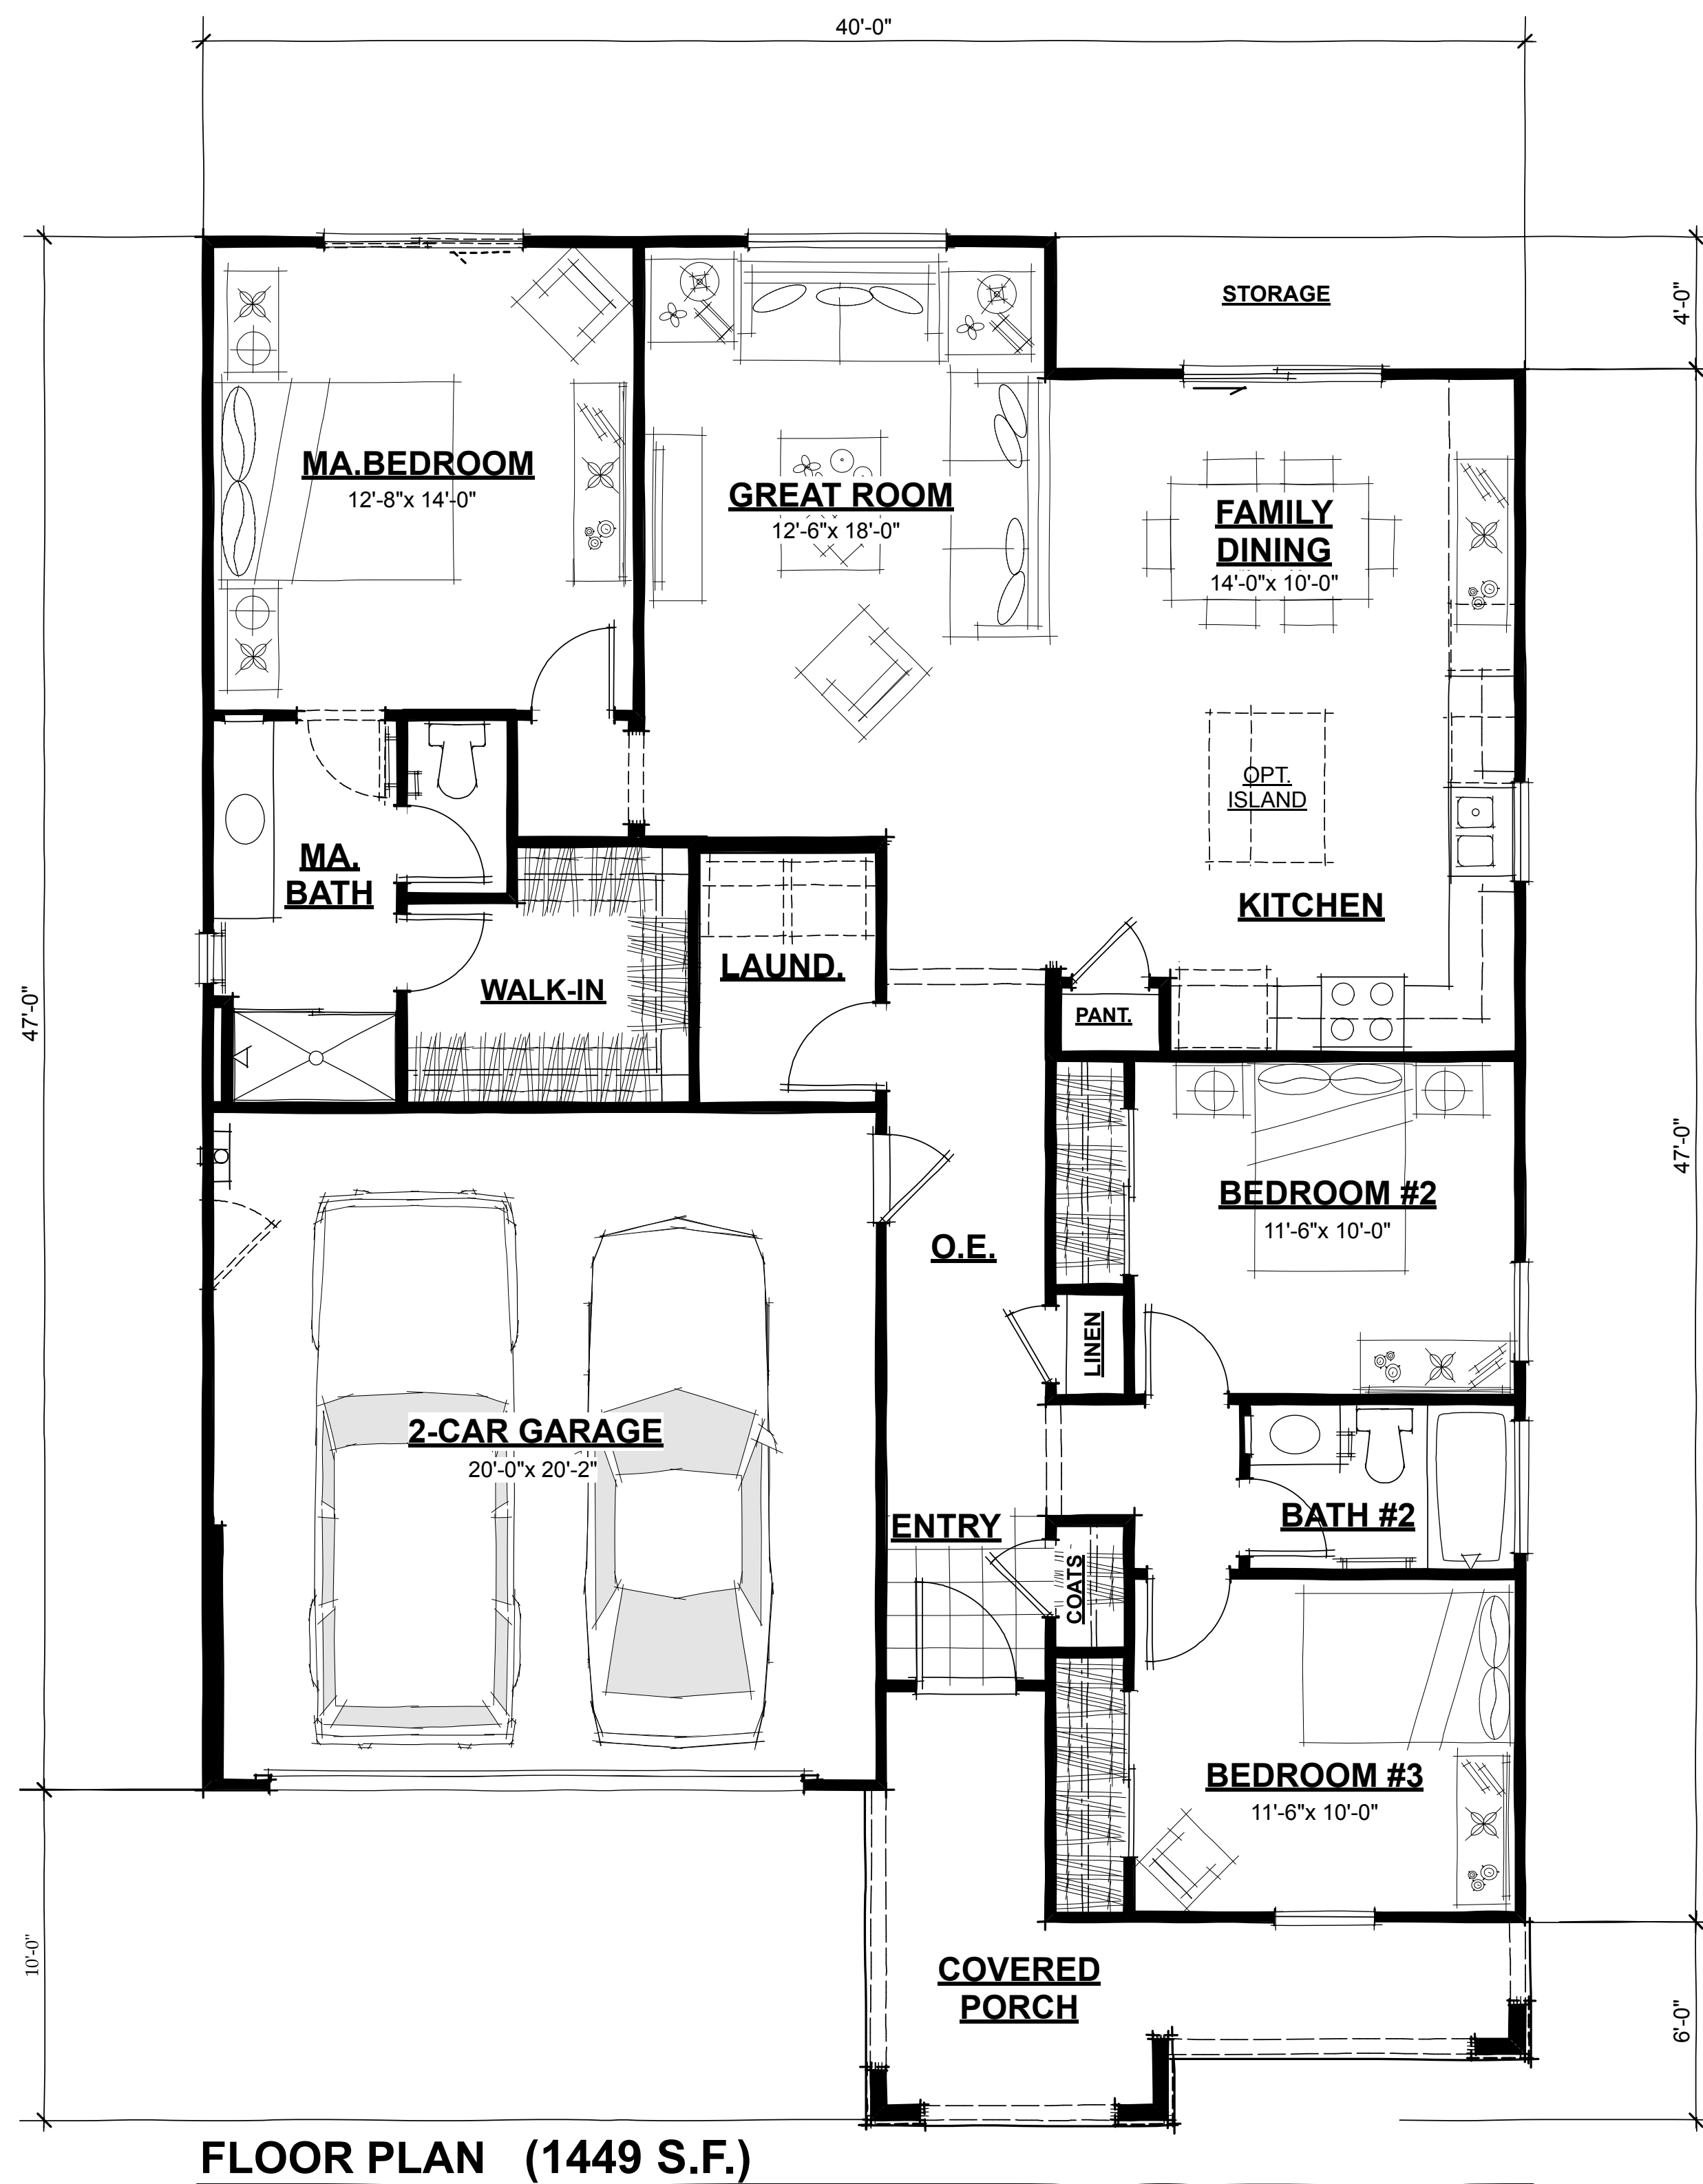 40'-0"
STORAGE
4'-0"
MA.BEDROOM
12'-8"x 14'-0"
GREAT ROOM
12'-6"x 18'-0"
FAMILY
DINING
14'-0"x 10'-0"
OPT.
ISLAND
MA.
BATH
KITCHEN
LAUND.
WALK-IN
PANT.
47'-0"
47'-0"
BEDROOM #2
11'-6"x 10'-0"
O.E.
LINEN
2-CAR GARAGE
20'-0"x 20'-2"
ENTRY
BATH #2
COATS
BEDROOM #3
11'-6"x 10'-0"
10'-0"
COVERED
PORCH
6'-0"
FLOOR PLAN (1449 S.F.)